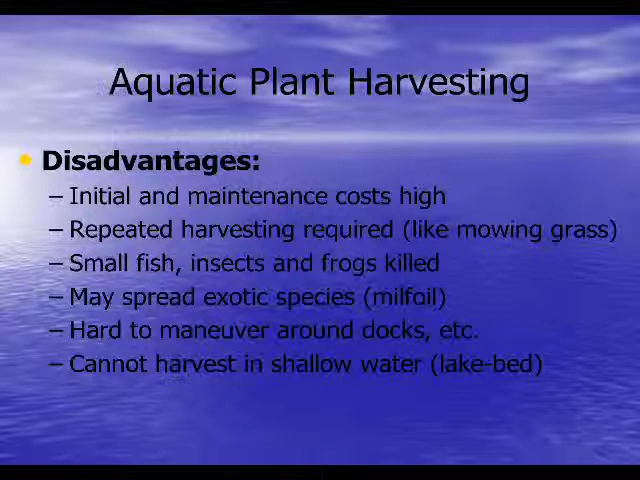 Aquatic Plant Harvesting
• Disadvantages:
– Initial and maintenance costs high
– Repeated harvesting required (like mowing grass)
– Small fish, insects and frogs killed
– May spread exotic species (milfoil)
– Hard to maneuver around docks, etc.
– Cannot harvest in shallow water (lake-bed)